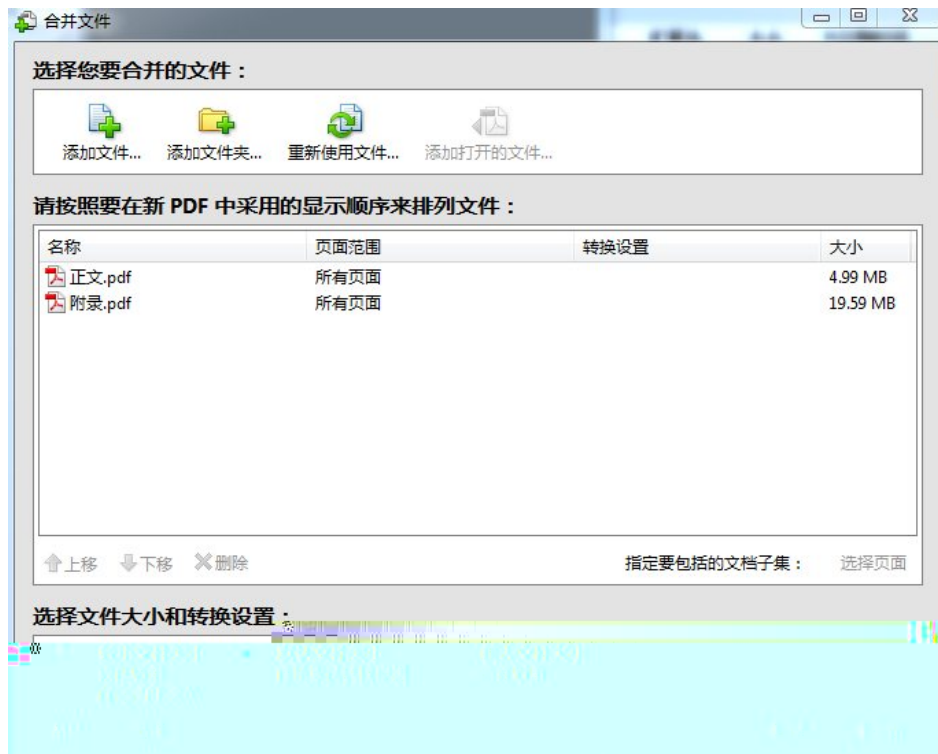 合并文件
选择您要合并的文件：
添加文件... 添加文件夹... 重新使用文件... 添加打开的文件...
请按照要在新 PDF 中采用的显示顺序来排列文件：
名称 页面范围 转换设置 大小
正文.pdf 所有页面 4.99 MB
附录.pdf 所有页面 19.59 MB
上移 下移 删除 指定要包括的文档子集： 选择页面
选择文件大小和转换设置：